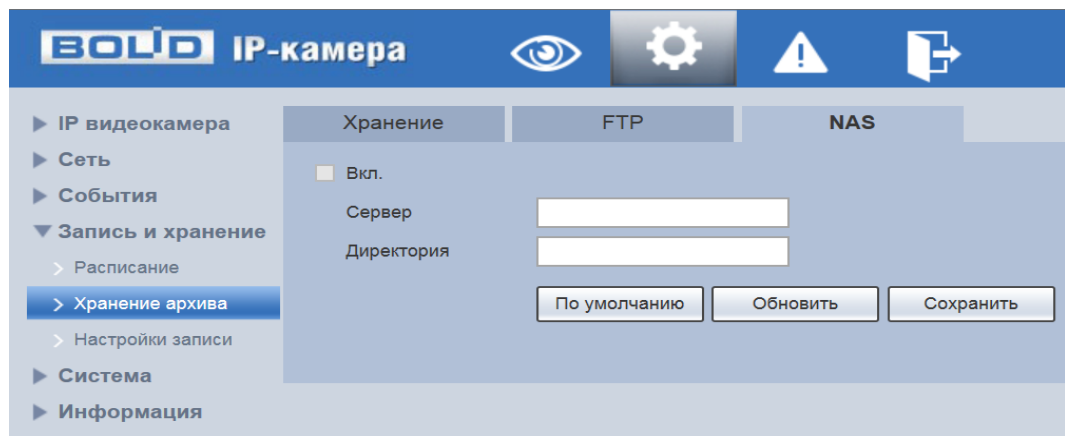 BOLID IP-камера
IP видеокамера
Сеть
События
Запись и хранение
Расписание
Хранение архива
Настройки записи
Система
Информация
Хранение FTP NAS
Вкл.
Сервер
Директория
По умолчанию Обновить Сохранить